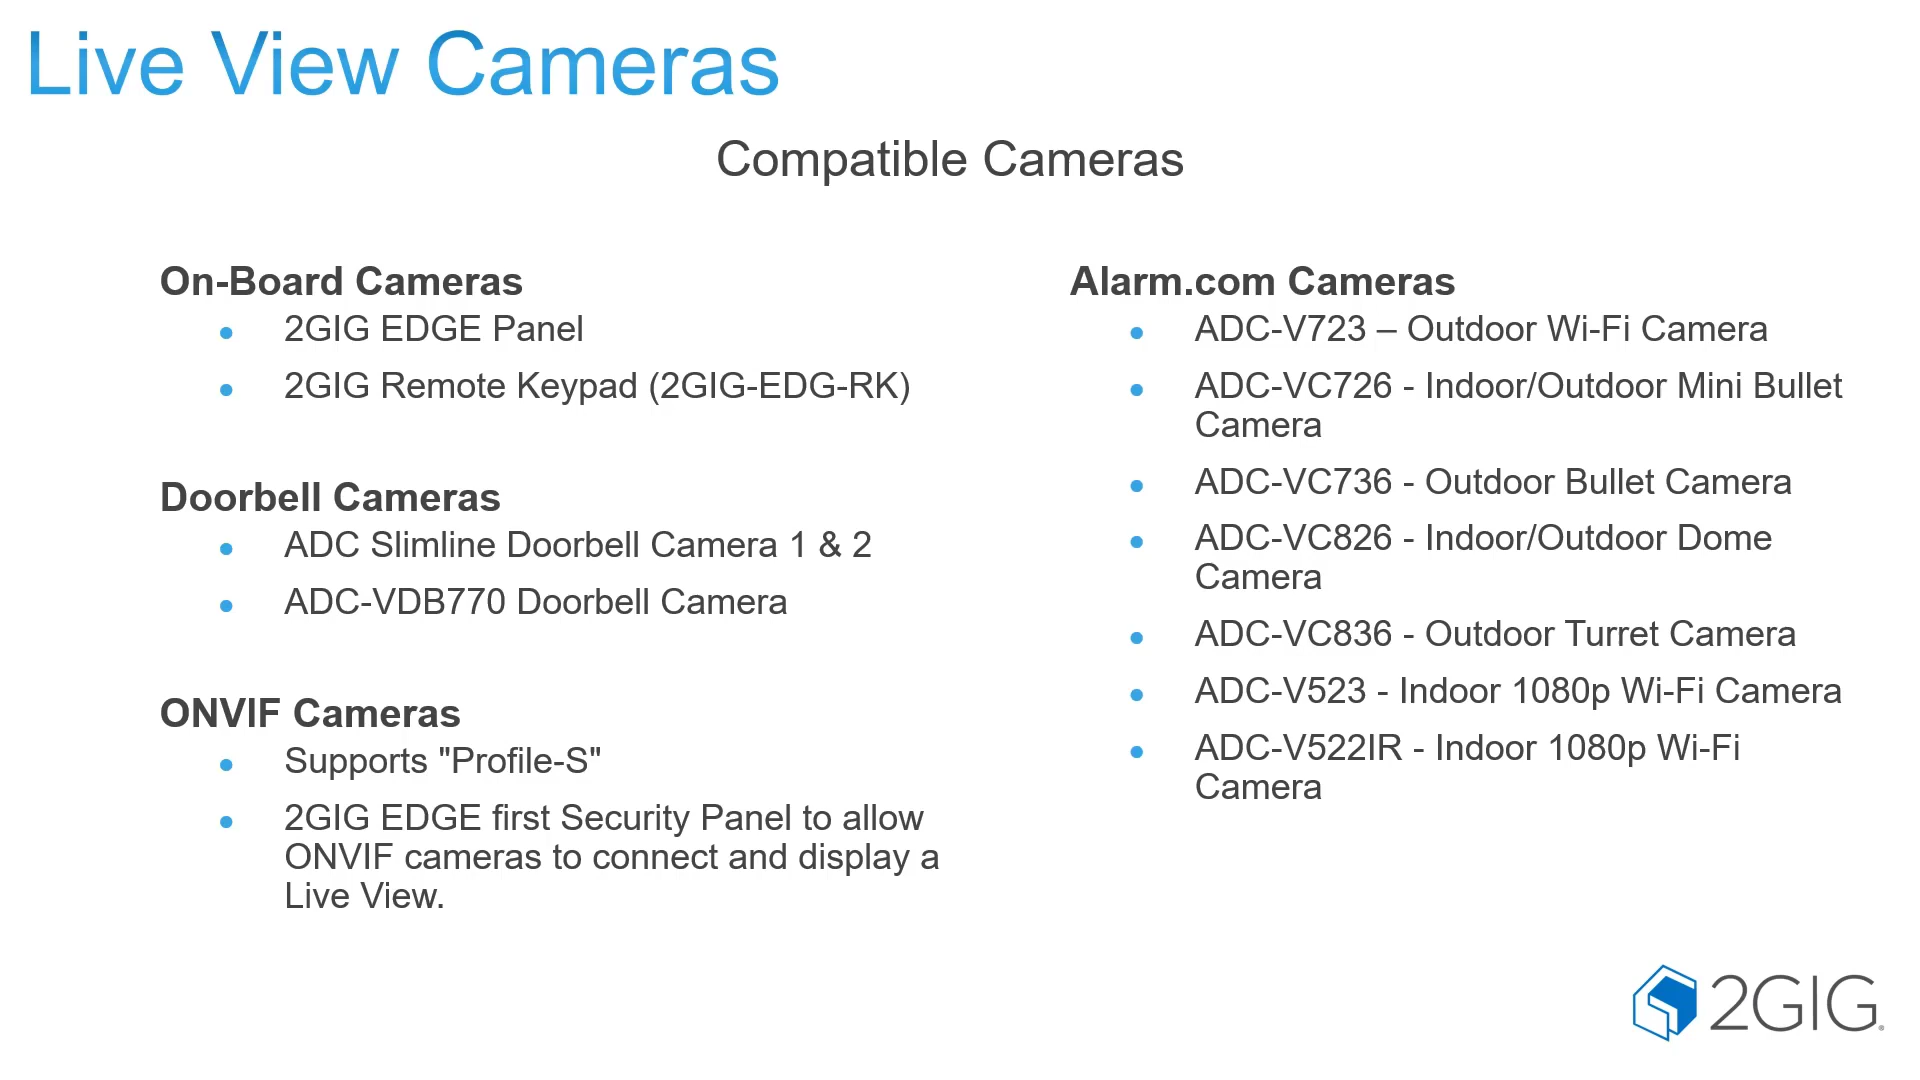 Live View Cameras
Compatible Cameras
On-Board Cameras
2GIG EDGE Panel
2GIG Remote Keypad (2GIG-EDG-RK)
Doorbell Cameras
ADC Slimline Doorbell Camera 1 & 2
ADC-VDB770 Doorbell Camera
ONVIF Cameras
Supports "Profile-S"
2GIG EDGE first Security Panel to allow
ONVIF cameras to connect and display a
Live View.
Alarm.com Cameras
ADC-V723 – Outdoor Wi-Fi Camera
ADC-VC726 - Indoor/Outdoor Mini Bullet
Camera
ADC-VC736 - Outdoor Bullet Camera
ADC-VC826 - Indoor/Outdoor Dome
Camera
ADC-VC836 - Outdoor Turret Camera
ADC-V523 - Indoor 1080p Wi-Fi Camera
ADC-V522IR - Indoor 1080p Wi-Fi
Camera
2GIG